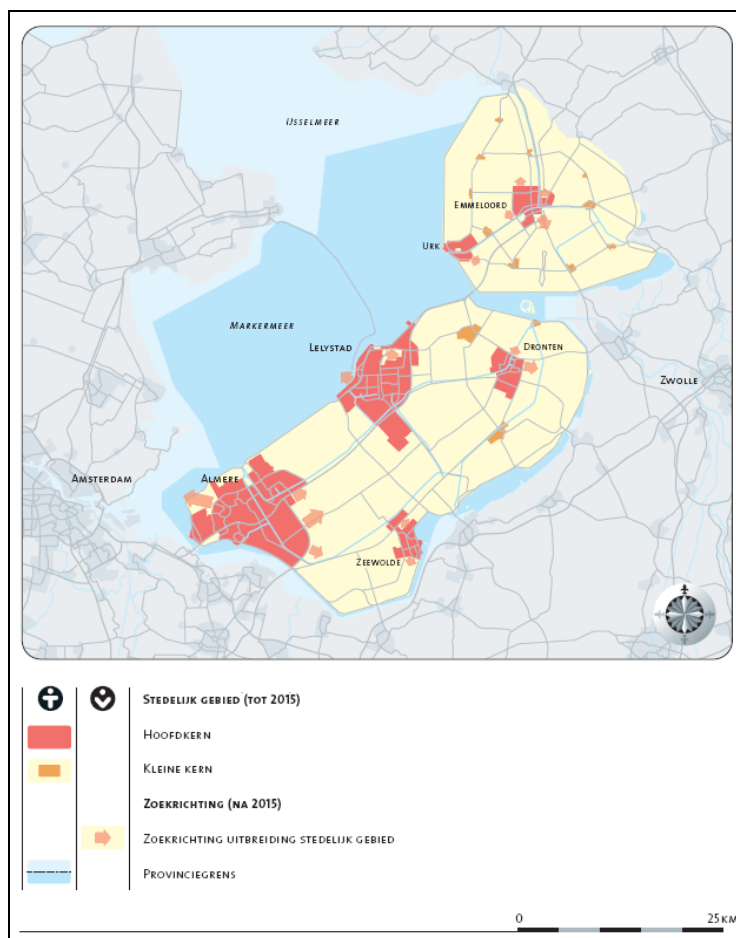 IJSSELMEER
EMMELOORD
URK
MARKERMEER
LELYSTAD
DRONTEN
ZWOLLE
AMSTERDAM
ALMERE
ZEEWOLDE
STEDELIJK GEBIED (TOT 2015)
HOOFDKERN
KLEINE KERN
ZOEKRICHTING (NA 2015)
ZOEKRICHTING UITBREIDING STEDELIJK GEBIED
PROVINCIEGRENS
0 25 KM